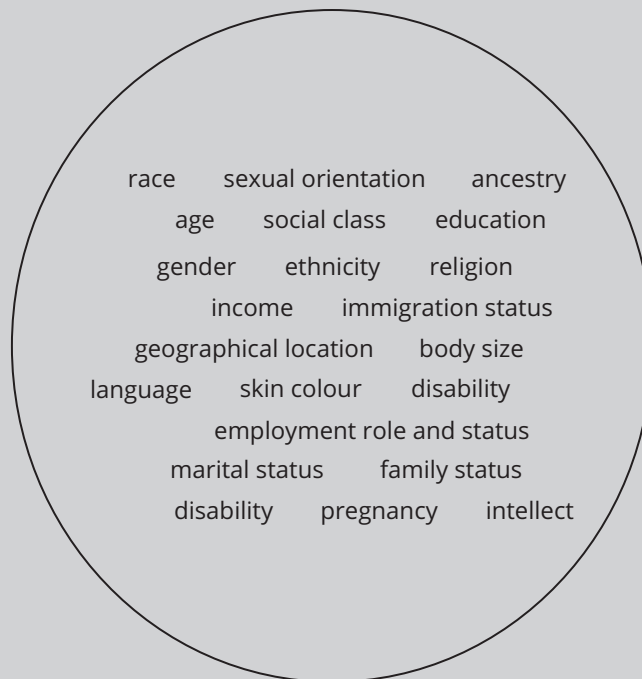 race sexual orientation ancestry
age social class education
gender ethnicity religion
income immigration status
geographical location body size
language skin colour disability
employment role and status
marital status family status
disability pregnancy intellect